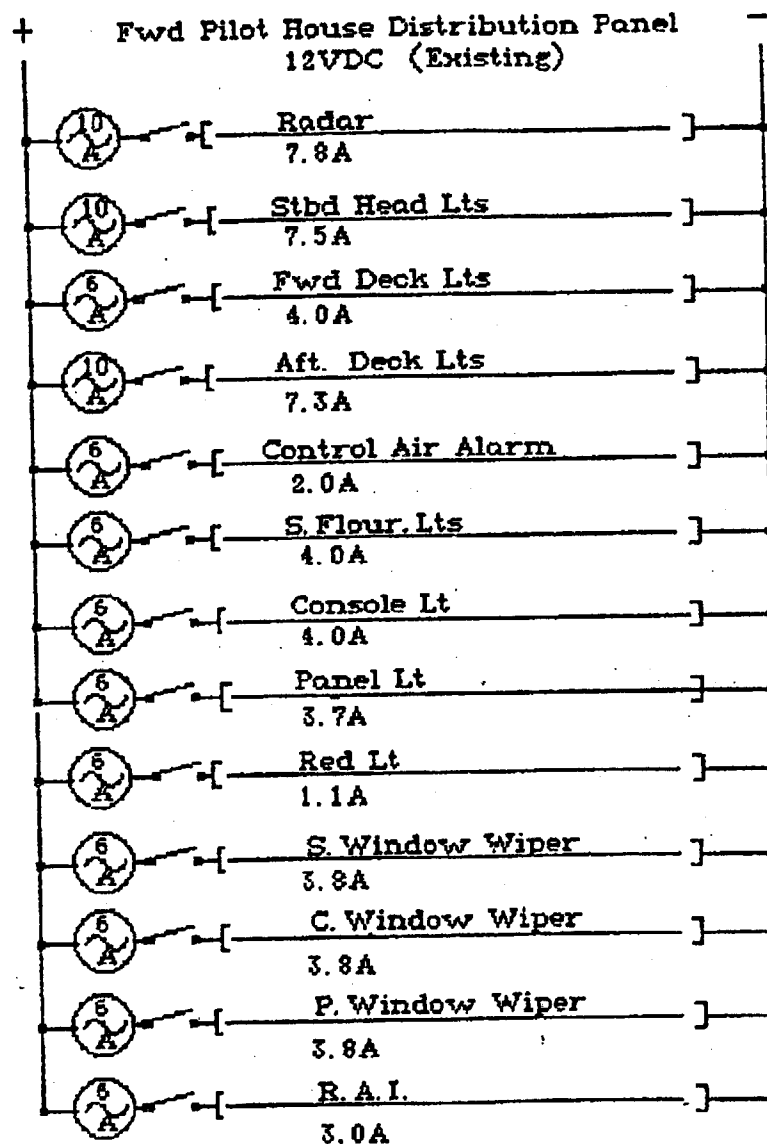 + Fwd Pilot House Distribution Panel -
12VDC (Existing)
10 A Radar
7.8A
10 A Stbd Head Lts
7.5A
6 A Fwd Deck Lts
4.0A
10 A Aft. Deck Lts
7.3A
6 A Control Air Alarm
2.0A
6 A S. Flour. Lts
4.0A
6 A Console Lt
4.0A
6 A Panel Lt
3.7A
6 A Red Lt
1.1A
6 A S. Window Wiper
3.8A
6 A C. Window Wiper
3.8A
6 A P. Window Wiper
3.8A
6 A R. A. I.
3.0A